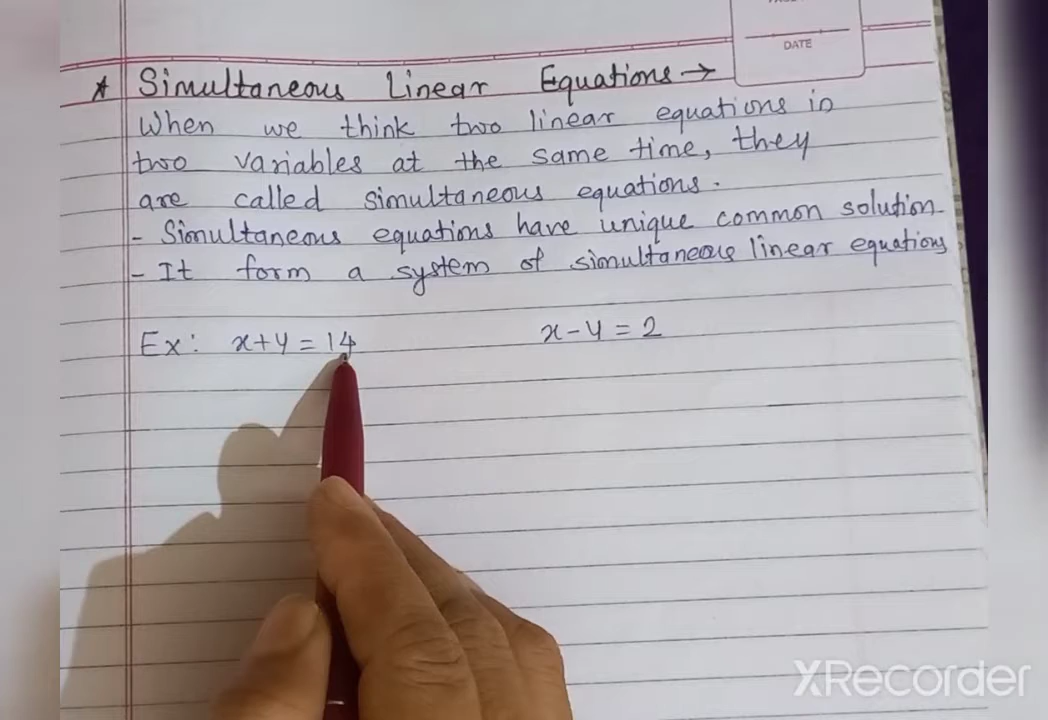 DATE
* Simultaneous Linear Equations →
When we think two linear equations in
two variables at the same time, they
are called simultaneous equations.
- Simultaneous equations have unique common solution.
- It form a system of simultaneous linear equations
Ex: x+y=14 x-y=2
XRecorder